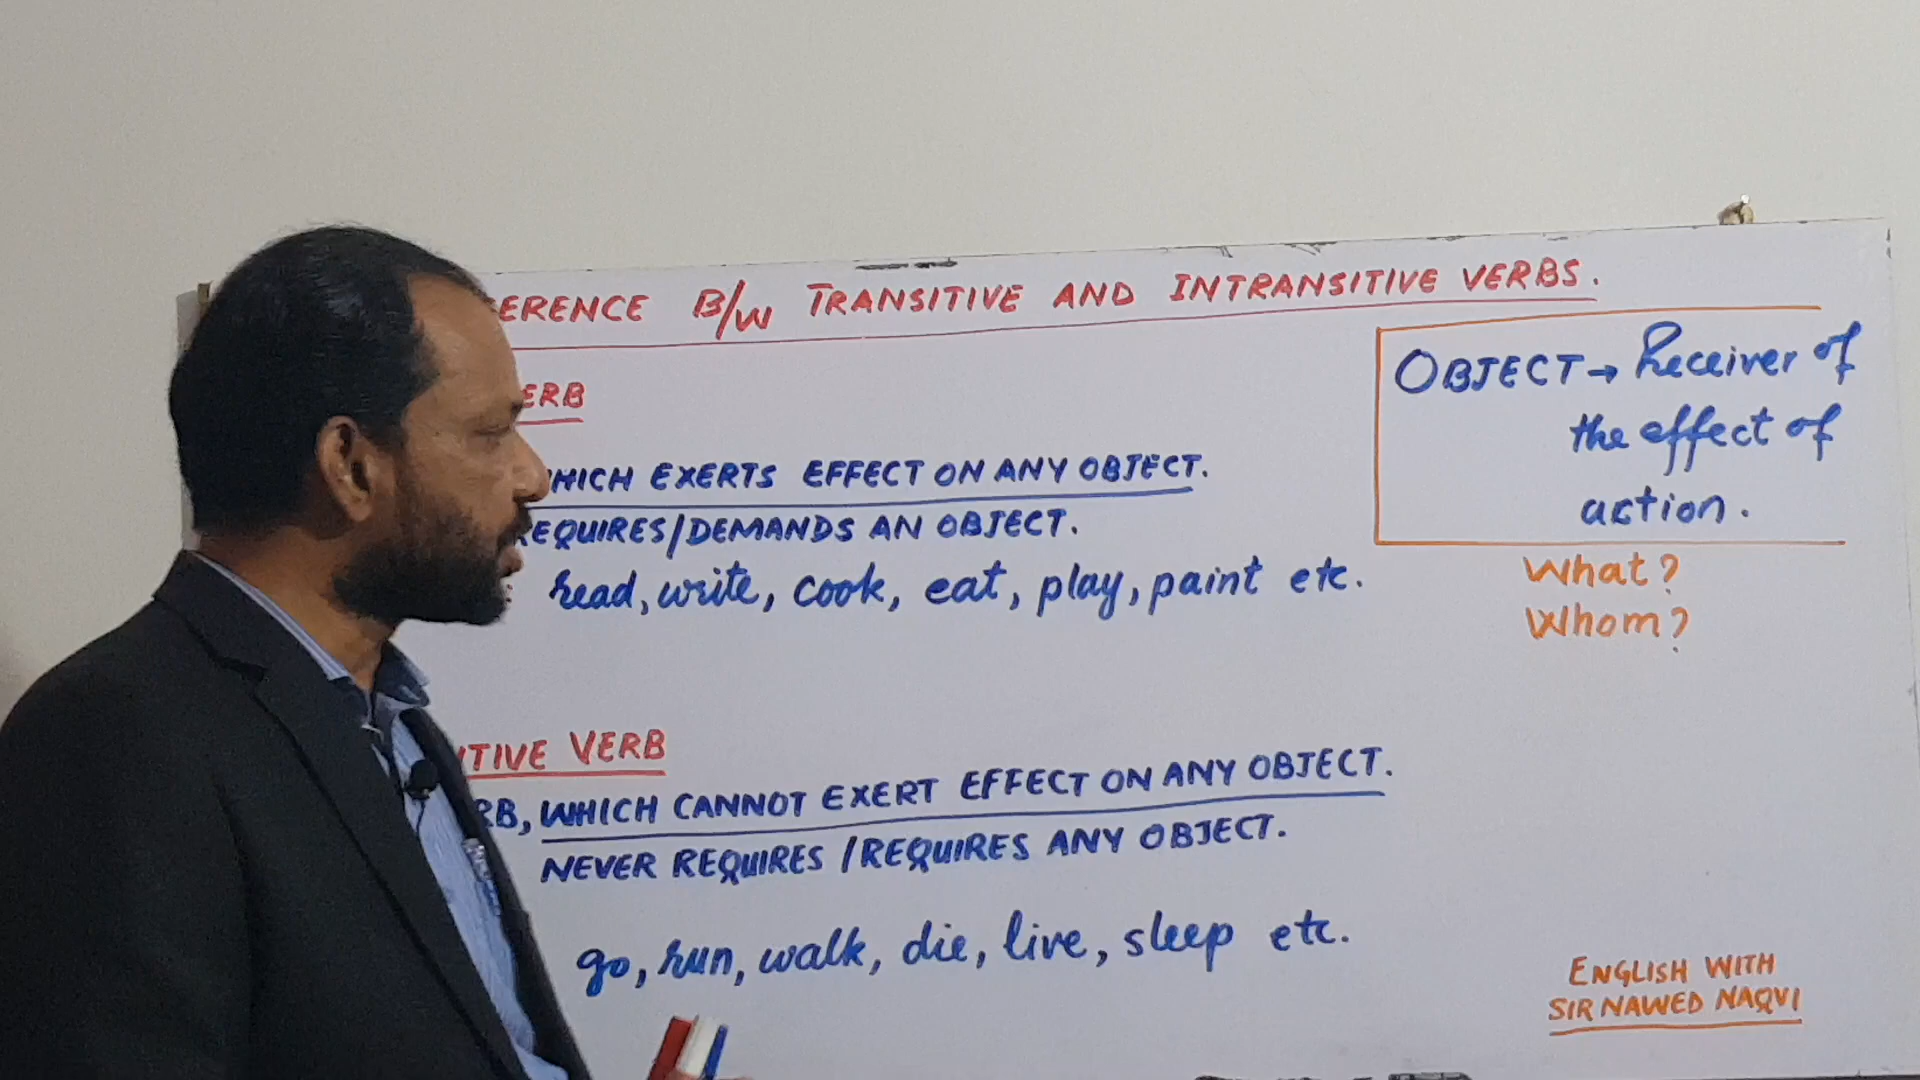 ERENCE B/W TRANSITIVE AND INTRANSITIVE VERBS.
ERB
WHICH EXERTS EFFECT ON ANY OBJECT.
REQUIRES/DEMANDS AN OBJECT.
read, write, cook, eat, play, paint etc.
OBJECT→ Receiver of
the effect of
action.
What?
Whom?
ITIVE VERB
RB, WHICH CANNOT EXERT EFFECT ON ANY OBJECT.
NEVER REQUIRES / REQUIRES ANY OBJECT.
go, run, walk, die, live, sleep etc.
ENGLISH WITH
SIR NAWED NAQVI